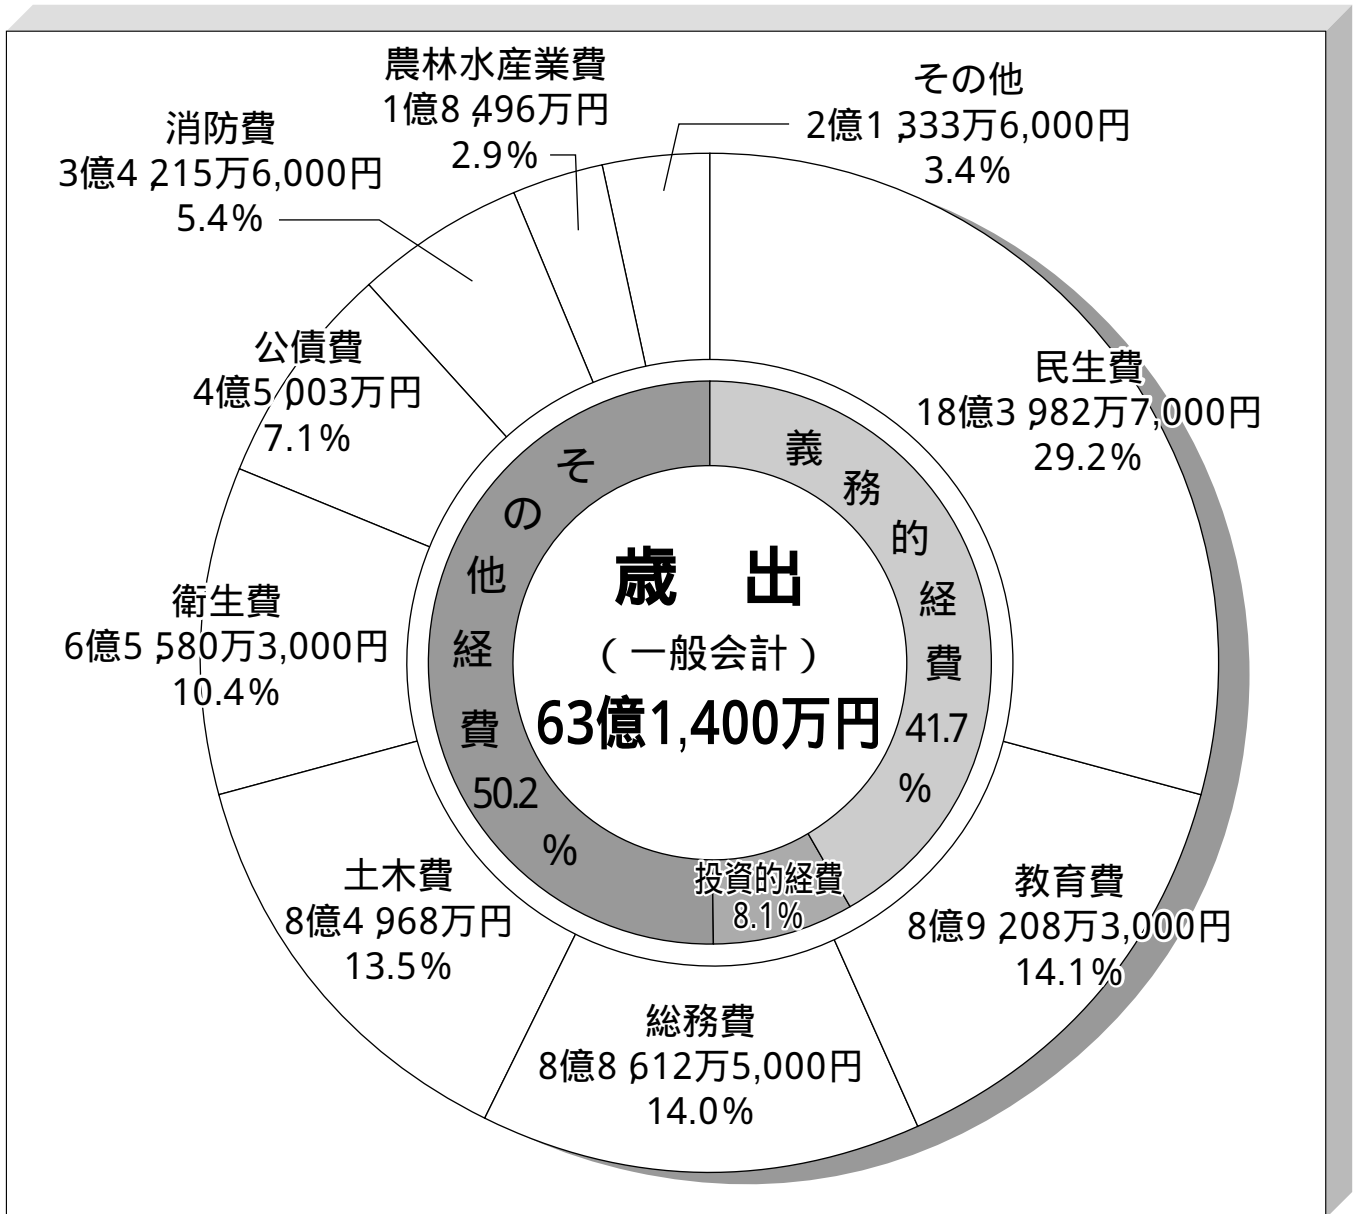 農林水産業費
1億8,496万円
2.9%
その他
2億1,333万6,000円
3.4%
消防費
3億4,215万6,000円
5.4%
公債費
4億5,003万円
7.1%
民生費
18億3,982万7,000円
29.2%
衛生費
6億5,580万3,000円
10.4%
土木費
8億4,968万円
13.5%
総務費
8億8,612万5,000円
14.0%
教育費
8億9,208万3,000円
14.1%
義務的経費41.7%
投資的経費
8.1%
その他経費50.2%
歳 出
(一般会計)
63億1,400万円